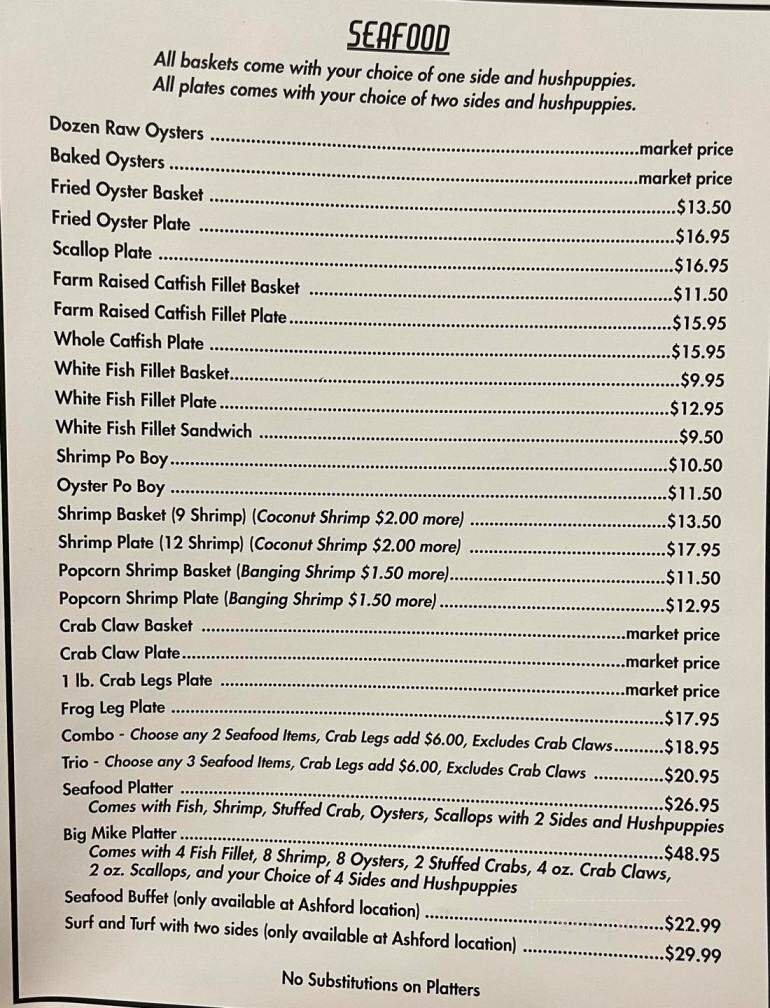 SEAFOOD
All baskets come with your choice of one side and hushpuppies.
All plates comes with your choice of two sides and hushpuppies.
Dozen Raw Oysters ....................market price
Baked Oysters ....................market price
Fried Oyster Basket ....................$13.50
Fried Oyster Plate ....................$16.95
Scallop Plate ....................$16.95
Farm Raised Catfish Fillet Basket ....................$11.50
Farm Raised Catfish Fillet Plate....................$15.95
Whole Catfish Plate ....................$15.95
White Fish Fillet Basket....................$9.95
White Fish Fillet Plate....................$12.95
White Fish Fillet Sandwich ....................$9.50
Shrimp Po Boy....................$10.50
Oyster Po Boy ....................$11.50
Shrimp Basket (9 Shrimp) (Coconut Shrimp $2.00 more) ....................$13.50
Shrimp Plate (12 Shrimp) (Coconut Shrimp $2.00 more) ....................$17.95
Popcorn Shrimp Basket (Banging Shrimp $1.50 more)....................$11.50
Popcorn Shrimp Plate (Banging Shrimp $1.50 more)....................$12.95
Crab Claw Basket ....................market price
Crab Claw Plate....................market price
1 lb. Crab Legs Plate ....................market price
Frog Leg Plate ....................$17.95
Combo - Choose any 2 Seafood Items, Crab Legs add $6.00, Excludes Crab Claws..........$18.95
Trio - Choose any 3 Seafood Items, Crab Legs add $6.00, Excludes Crab Claws .............$20.95
Seafood Platter ....................$26.95
Comes with Fish, Shrimp, Stuffed Crab, Oysters, Scallops with 2 Sides and Hushpuppies
Big Mike Platter....................$48.95
Comes with 4 Fish Fillet, 8 Shrimp, 8 Oysters, 2 Stuffed Crabs, 4 oz. Crab Claws,
2 oz. Scallops, and your Choice of 4 Sides and Hushpuppies
Seafood Buffet (only available at Ashford location) ....................$22.99
Surf and Turf with two sides (only available at Ashford location) ....................$29.99
No Substitutions on Platters